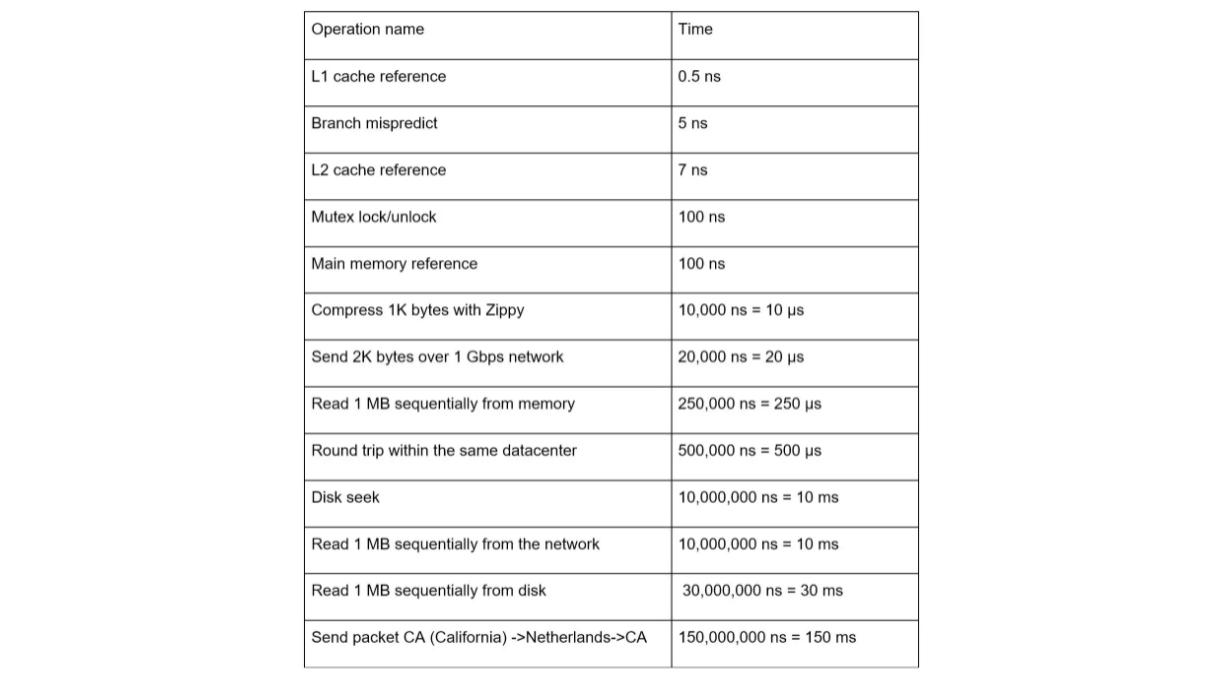 Operation name Time
L1 cache reference 0.5 ns
Branch mispredict 5 ns
L2 cache reference 7 ns
Mutex lock/unlock 100 ns
Main memory reference 100 ns
Compress 1K bytes with Zippy 10,000 ns = 10 μs
Send 2K bytes over 1 Gbps network 20,000 ns = 20 μs
Read 1 MB sequentially from memory 250,000 ns = 250 μs
Round trip within the same datacenter 500,000 ns = 500 μs
Disk seek 10,000,000 ns = 10 ms
Read 1 MB sequentially from the network 10,000,000 ns = 10 ms
Read 1 MB sequentially from disk 30,000,000 ns = 30 ms
Send packet CA (California) ->Netherlands->CA 150,000,000 ns = 150 ms